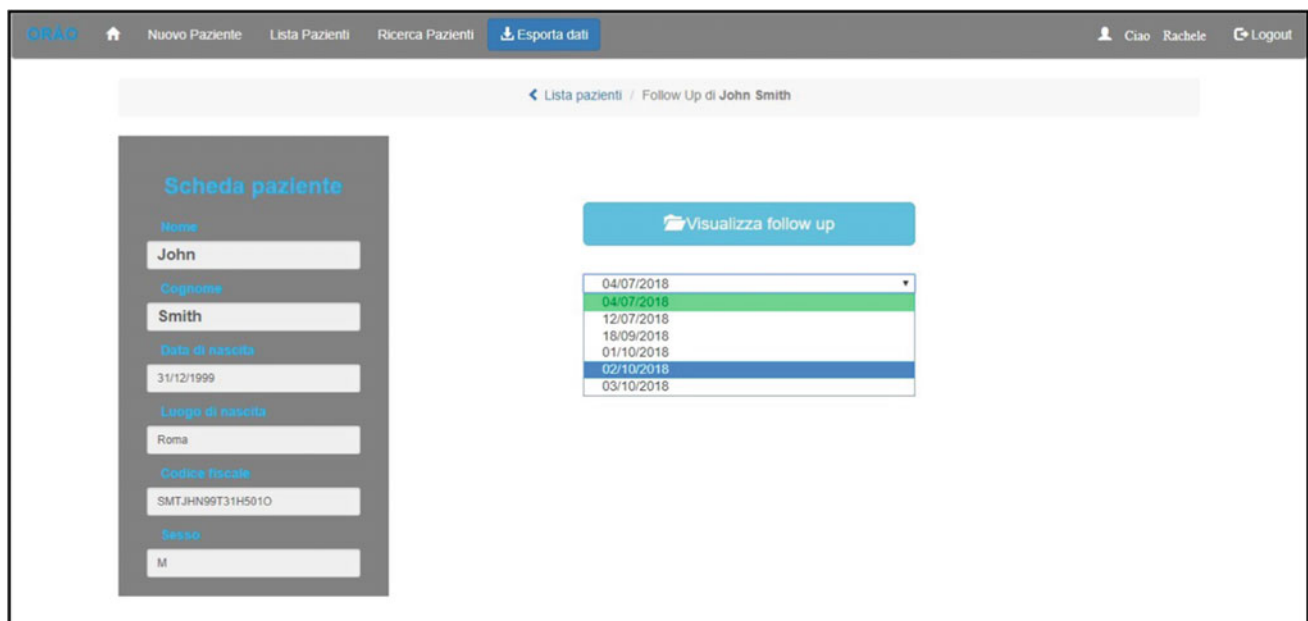 ORÁO Nuovo Paziente Lista Pazienti Ricerca Pazienti Esporta dati Ciao Rachele Logout
Lista pazienti / Follow Up di John Smith
Scheda paziente
Nome
John
Cognome
Smith
Data di nascita
31/12/1999
Luogo di nascita
Roma
Codice fiscale
SMTJHN99T31H501O
Sesso
M
Visualizza follow up
04/07/2018
04/07/2018
12/07/2018
18/09/2018
01/10/2018
02/10/2018
03/10/2018